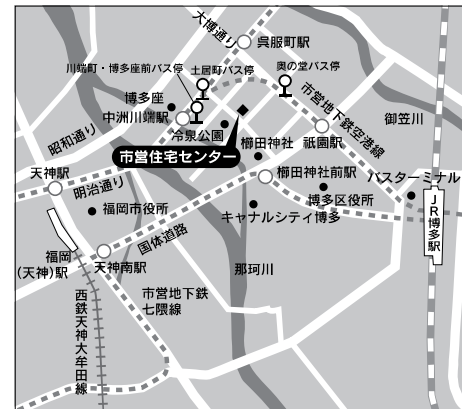 大博通り
呉服町駅
川端町・博多座前バス停
土居町バス停
奥の堂バス停
博多座
中洲川端駅
市営地下鉄空港線
御笠川
昭和通り
冷泉公園
市営住宅センター
櫛田神社
祇園駅
天神駅
明治通り
櫛田神社前駅
バスターミナル
福岡市役所
博多区役所
キャナルシティ博多
JR博多駅
国体道路
福岡
(天神)駅
天神南駅
那珂川
市営地下鉄
七隈線
西鉄天神大牟田線